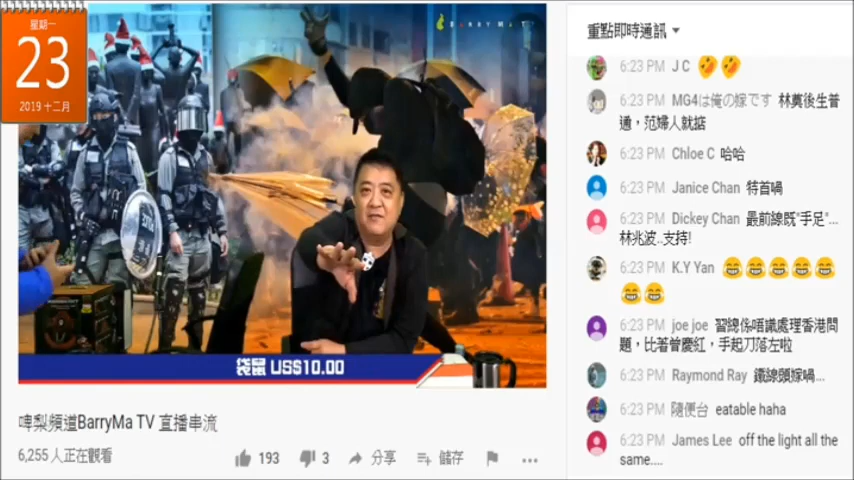 星期一
23
2019 十二月
BARRYMA TV
袋鼠 US$10.00
啤梨頻道BarryMa TV 直播串流
6,255 人正在觀看
193
3
分享
儲存
重點即時通訊
6:23 PM J C 🤣🤣
6:23 PM MG4は俺の嫁です 林奠後生普
通，范婦人就掂
6:23 PM Chloe C 哈哈
6:23 PM Janice Chan 特首喎
6:23 PM Dickey Chan 最前線既"手足"...
林兆波..支持!
6:23 PM K.Y Yan 😂😂😂😂😂
😂😂
6:23 PM joe joe 習總係唔識處理香港問
題，比著曾慶紅，手起刀落左啦
6:23 PM Raymond Ray 鐵線頭嫁喎...
6:23 PM 隨便台 eatable haha
6:23 PM James Lee off the light all the
same....